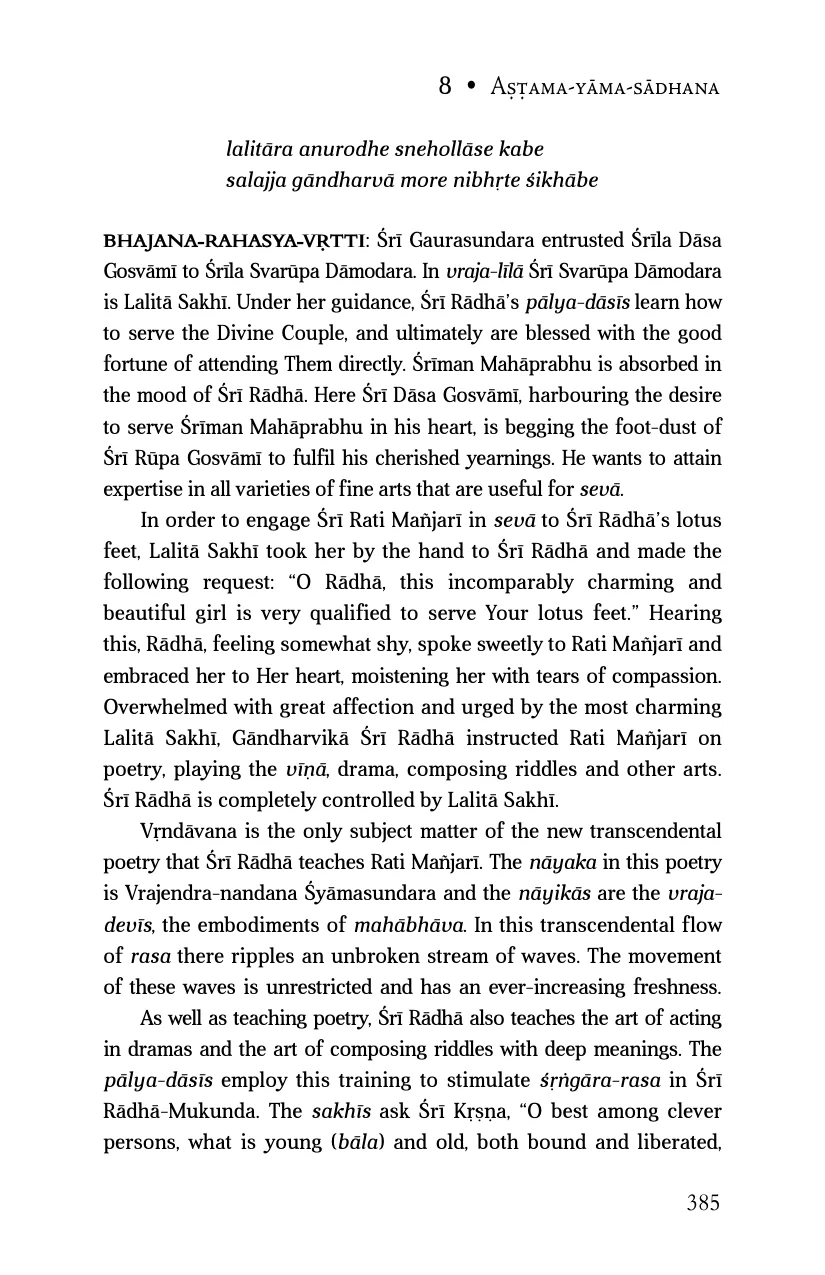 8 • Aṣṭama-yāma-sādhana
lalitāra anurodhe snehollāse kabe
salajja gāndharvā more nibhṛte śikhābe
BHAJANA-RAHASYA-VṚTTI: Śrī Gaurasundara entrusted Śrīla Dāsa
Gosvāmī to Śrīla Svarūpa Dāmodara. In vraja-līlā Śrī Svarūpa Dāmodara
is Lalitā Sakhī. Under her guidance, Śrī Rādhā’s pālya-dāsīs learn how
to serve the Divine Couple, and ultimately are blessed with the good
fortune of attending Them directly. Śrīman Mahāprabhu is absorbed in
the mood of Śrī Rādhā. Here Śrī Dāsa Gosvāmī, harbouring the desire
to serve Śrīman Mahāprabhu in his heart, is begging the foot-dust of
Śrī Rūpa Gosvāmī to fulfil his cherished yearnings. He wants to attain
expertise in all varieties of fine arts that are useful for sevā.
In order to engage Śrī Rati Mañjarī in sevā to Śrī Rādhā’s lotus
feet, Lalitā Sakhī took her by the hand to Śrī Rādhā and made the
following request: “O Rādhā, this incomparably charming and
beautiful girl is very qualified to serve Your lotus feet.” Hearing
this, Rādhā, feeling somewhat shy, spoke sweetly to Rati Mañjarī and
embraced her to Her heart, moistening her with tears of compassion.
Overwhelmed with great affection and urged by the most charming
Lalitā Sakhī, Gāndharvikā Śrī Rādhā instructed Rati Mañjarī on
poetry, playing the vīṇā, drama, composing riddles and other arts.
Śrī Rādhā is completely controlled by Lalitā Sakhī.
Vṛndāvana is the only subject matter of the new transcendental
poetry that Śrī Rādhā teaches Rati Mañjarī. The nāyaka in this poetry
is Vrajendra-nandana Śyāmasundara and the nāyikās are the vraja-
devīs, the embodiments of mahābhāva. In this transcendental flow
of rasa there ripples an unbroken stream of waves. The movement
of these waves is unrestricted and has an ever-increasing freshness.
As well as teaching poetry, Śrī Rādhā also teaches the art of acting
in dramas and the art of composing riddles with deep meanings. The
pālya-dāsīs employ this training to stimulate śṛṅgāra-rasa in Śrī
Rādhā-Mukunda. The sakhīs ask Śrī Kṛṣṇa, “O best among clever
persons, what is young (bāla) and old, both bound and liberated,
385